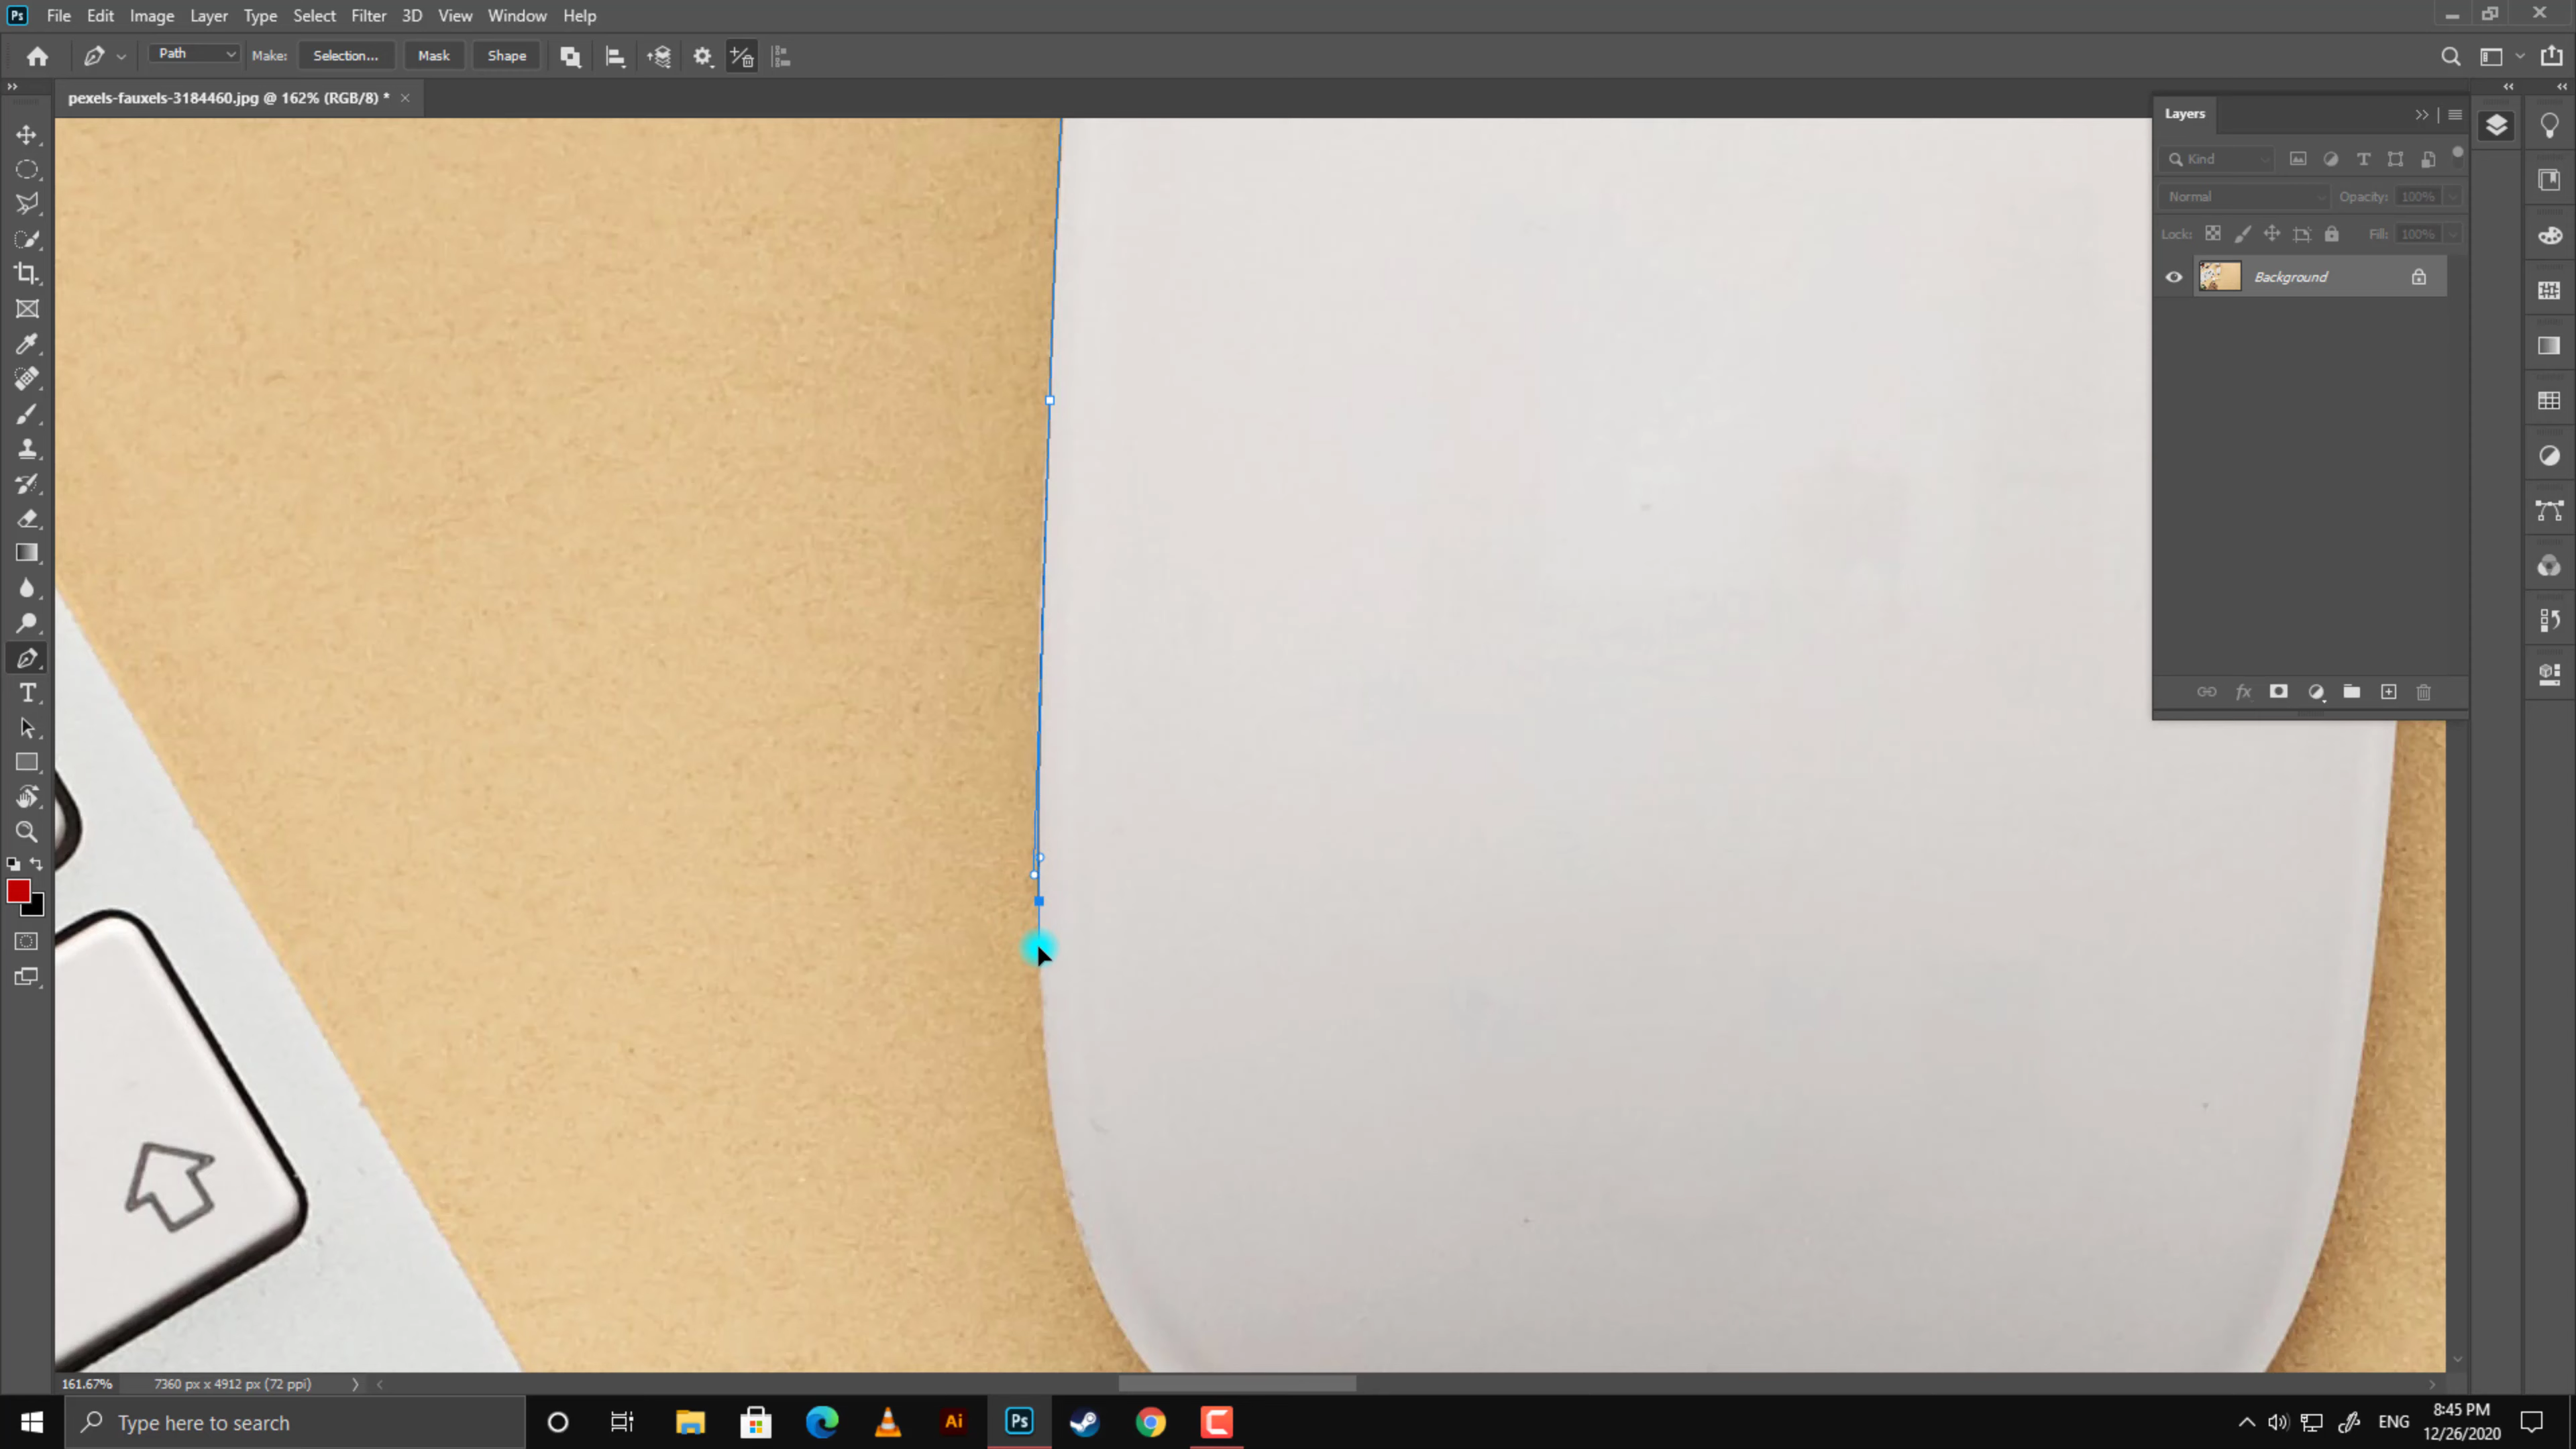 Ps File Edit Image Layer Type Select Filter 3D View Window Help
Path Make: Selection... Mask Shape
pexels-fauxels-3184460.jpg @ 162% (RGB/8) * ×
Layers
Kind
Normal Opacity: 100%
Lock: Fill: 100%
Background
161.67% 7360 px x 4912 px (72 ppi)
Type here to search
Ai Ps
ENG
8:45 PM
12/26/2020